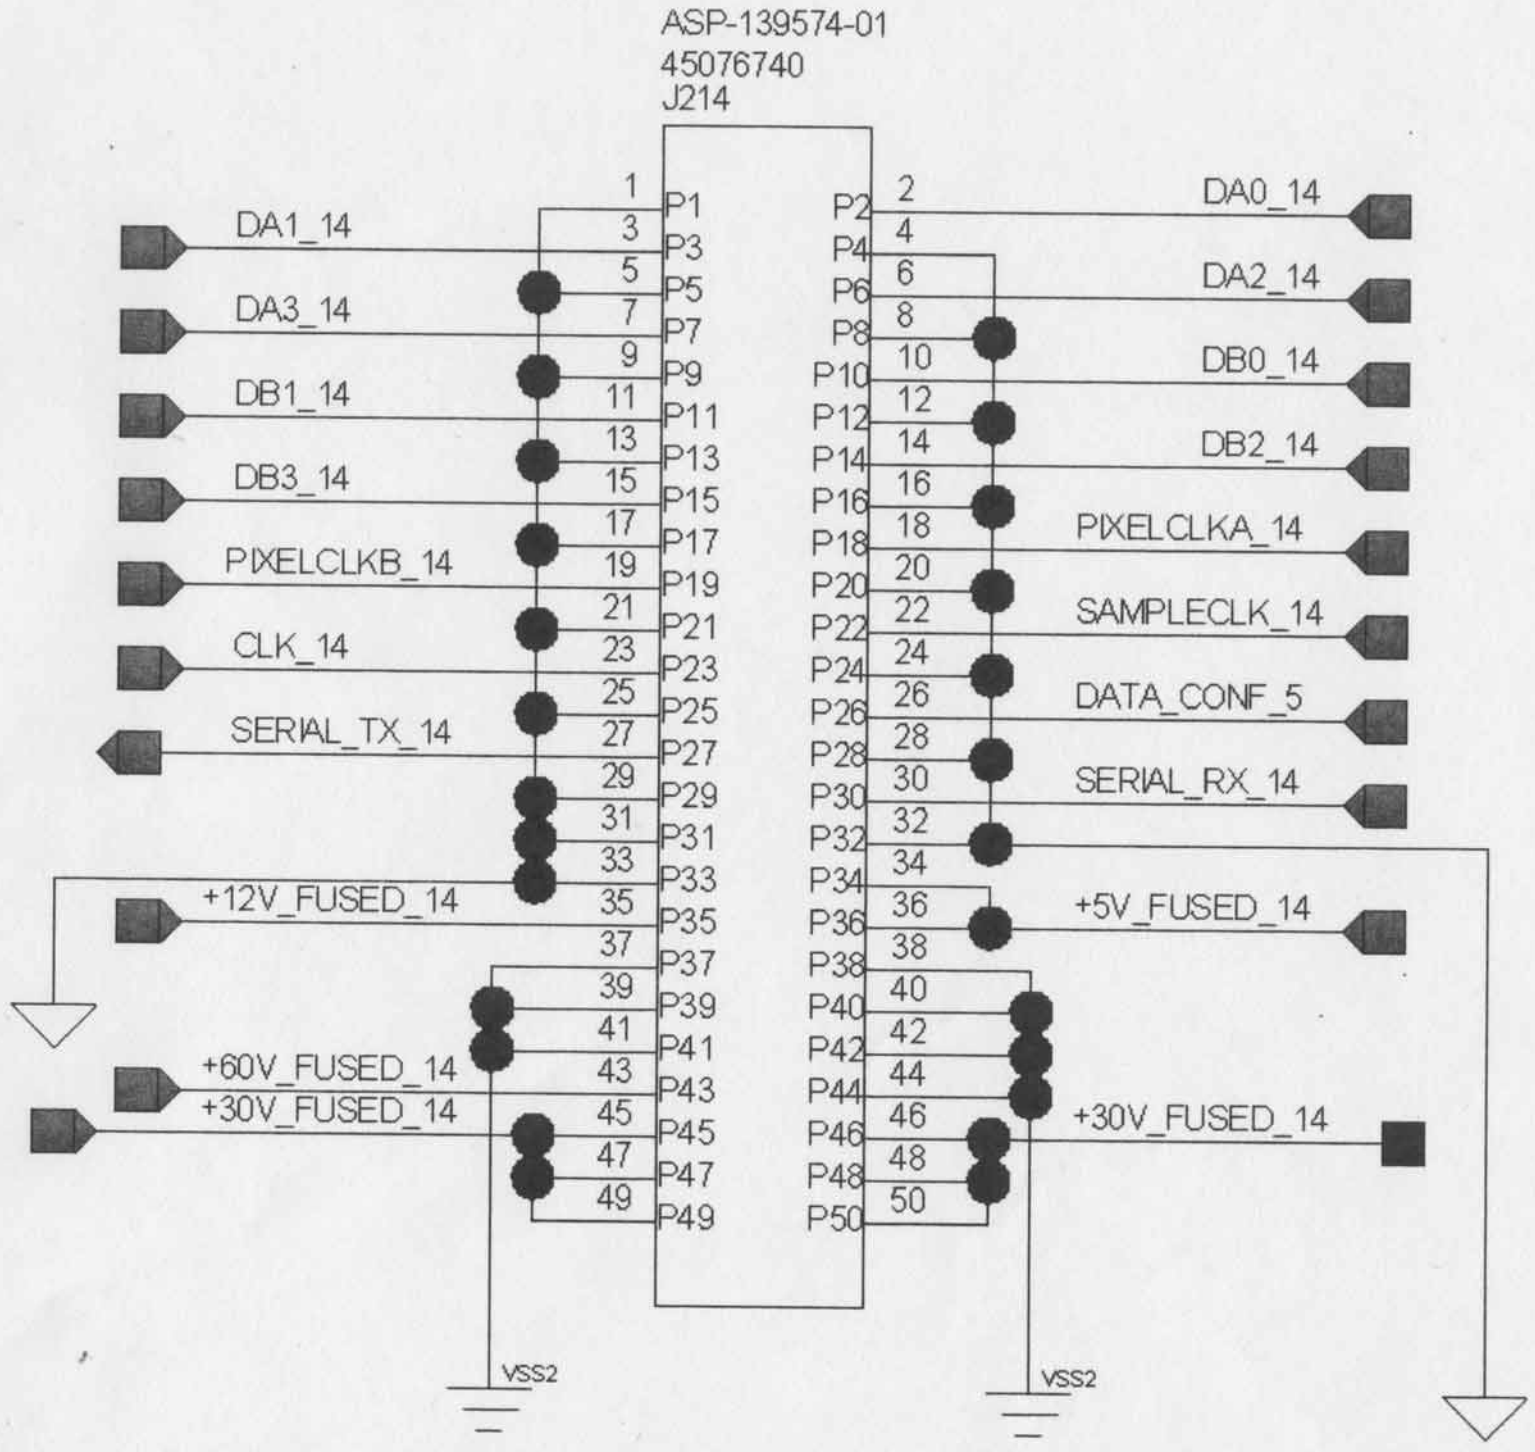 ASP-139574-01
45076740
J214
1 P1 P2 2 DA0_14
DA1_14 3 P3 P4 4
5 P5 P6 6 DA2_14
DA3_14 7 P7 P8 8
9 P9 P10 10 DB0_14
DB1_14 11 P11 P12 12
13 P13 P14 14 DB2_14
DB3_14 15 P15 P16 16
17 P17 P18 18 PIXELCLKA_14
PIXELCLKB_14 19 P19 P20 20
21 P21 P22 22 SAMPLECLK_14
CLK_14 23 P23 P24 24
25 P25 P26 26 DATA_CONF_5
SERIAL_TX_14 27 P27 P28 28
29 P29 P30 30 SERIAL_RX_14
31 P31 P32 32
33 P33 P34 34
+12V_FUSED_14 35 P35 P36 36 +5V_FUSED_14
37 P37 P38 38
39 P39 P40 40
41 P41 P42 42
+60V_FUSED_14 43 P43 P44 44
+30V_FUSED_14 45 P45 P46 46 +30V_FUSED_14
47 P47 P48 48
49 P49 P50 50
VSS2 VSS2